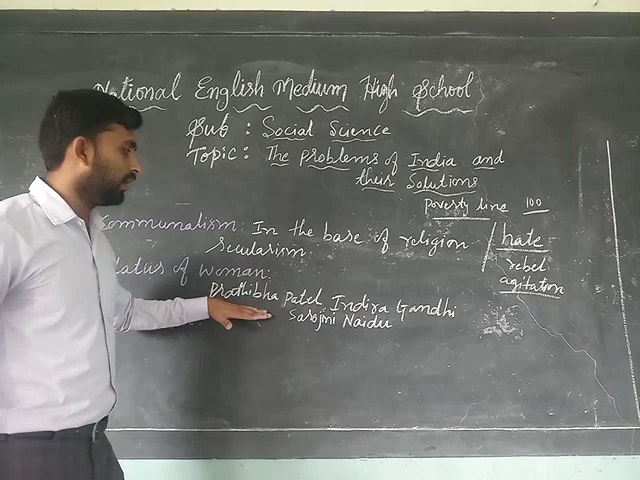 National English Medium High School
Sub : Social Science
Topic : The problems of India and
their Solutions
poverty line 100
Communalism : In the base of religion
secularism
hate
rebel
agitation
Status of Woman :
Prathibha Patel Indira Gandhi
Sarojini Naidu